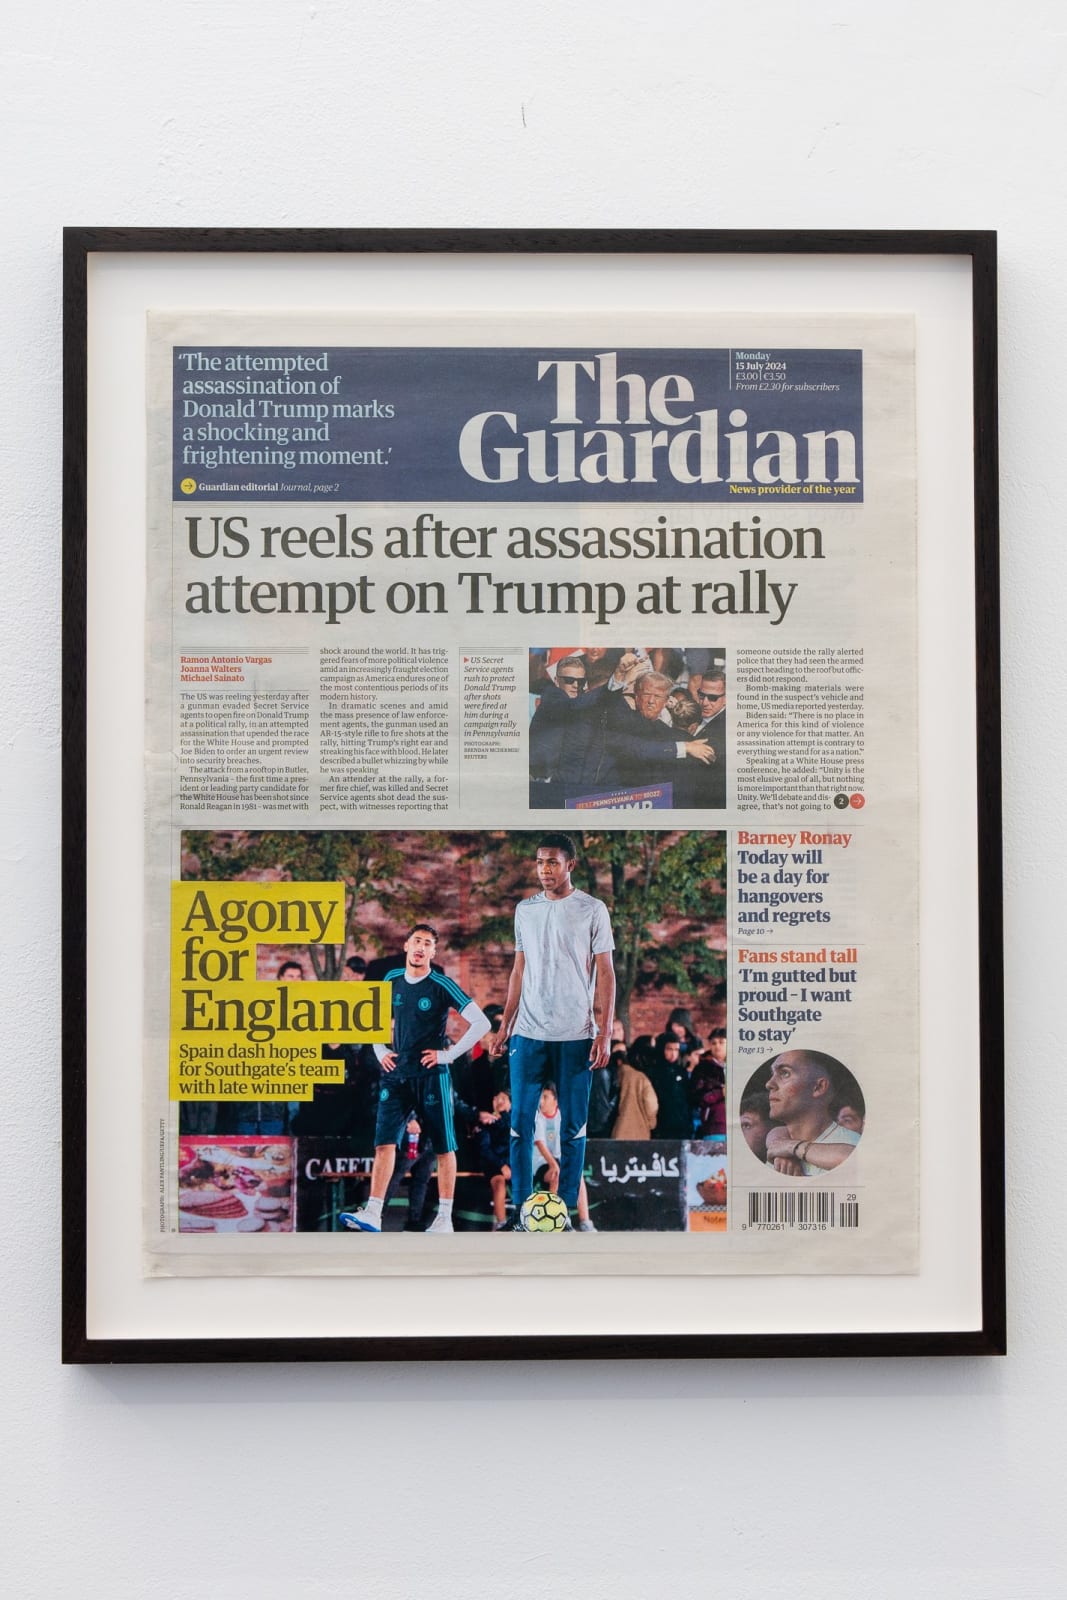 'The attempted
assassination of
Donald Trump marks
a shocking and
frightening moment.'
Guardian editorial Journal, page 2
The
Guardian
Monday
15 July 2024
£3.00 | €3.50
From £2.30 for subscribers
News provider of the year
US reels after assassination
attempt on Trump at rally
Ramon Antonio Vargas
Joanna Walters
Michael Sainato
The US was reeling yesterday after
a gunman evaded Secret Service
agents to open fire on Donald Trump
at a political rally, in an attempted
assassination that upended the race
for the White House and prompted
Joe Biden to order an urgent review
into security breaches.
The attack from a rooftop in Butler,
Pennsylvania – the first time a pres-
ident or leading party candidate for
the White House has been shot since
Ronald Reagan in 1981 – was met with
shock around the world. It has trig-
gered fears of more political violence
amid an increasingly fraught election
campaign as America endures one of
the most contentious periods of its
modern history.
In dramatic scenes and amid
the mass presence of law enforce-
ment agents, the gunman used an
AR-15-style rifle to fire shots at the
rally, hitting Trump's right ear and
streaking his face with blood. He later
described a bullet whizzing by while
he was speaking
An attender at the rally, a for-
mer fire chief, was killed and Secret
Service agents shot dead the sus-
pect, with witnesses reporting that
US Secret
Service agents
rush to protect
Donald Trump
after shots
were fired at
him during a
campaign rally
in Pennsylvania
PHOTOGRAPH:
BRENDAN MCDERMID/
REUTERS
TEXT PENNSYLVANIA TO 88022
TRUMP
someone outside the rally alerted
police that they had seen the armed
suspect heading to the roof but offic-
ers did not respond.
Bomb-making materials were
found in the suspect's vehicle and
home, US media reported yesterday.
Biden said: "There is no place in
America for this kind of violence
or any violence for that matter. An
assassination attempt is contrary to
everything we stand for as a nation."
Speaking at a White House press
conference, he added: "Unity is the
most elusive goal of all, but nothing
is more important than that right now.
Unity. We'll debate and dis-
agree, that's not going to
2
Agony
for
England
Spain dash hopes
for Southgate's team
with late winner
CAFET
كافيتريا
PHOTOGRAPH: ALEX PANTLING/UEFA/GETTY
Barney Ronay
Today will
be a day for
hangovers
and regrets
Page 10 →
Fans stand tall
'I'm gutted but
proud – I want
Southgate
to stay'
Page 13 →
29
9 770261 307316